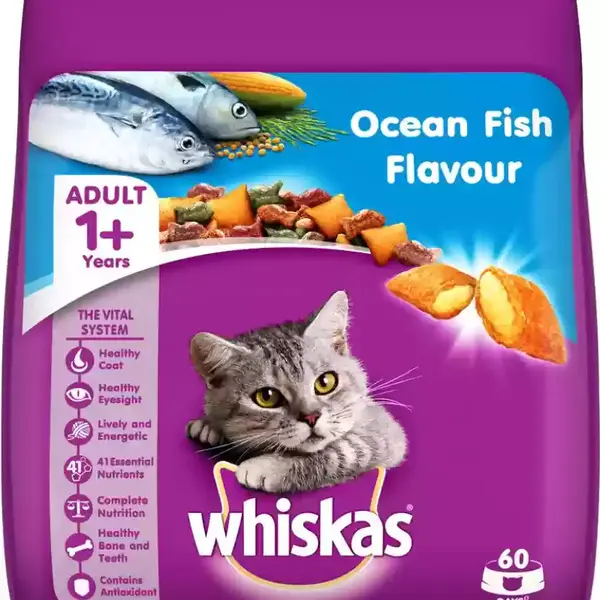 Ocean Fish
Flavour
ADULT
1+
Years
THE VITAL
SYSTEM
Healthy
Coat
Healthy
Eyesight
Lively and
Energetic
41
41 Essential
Nutrients
Complete
Nutrition
Healthy
Bone and
Teeth
Contains
Antioxidant
whiskas
60
DAYS